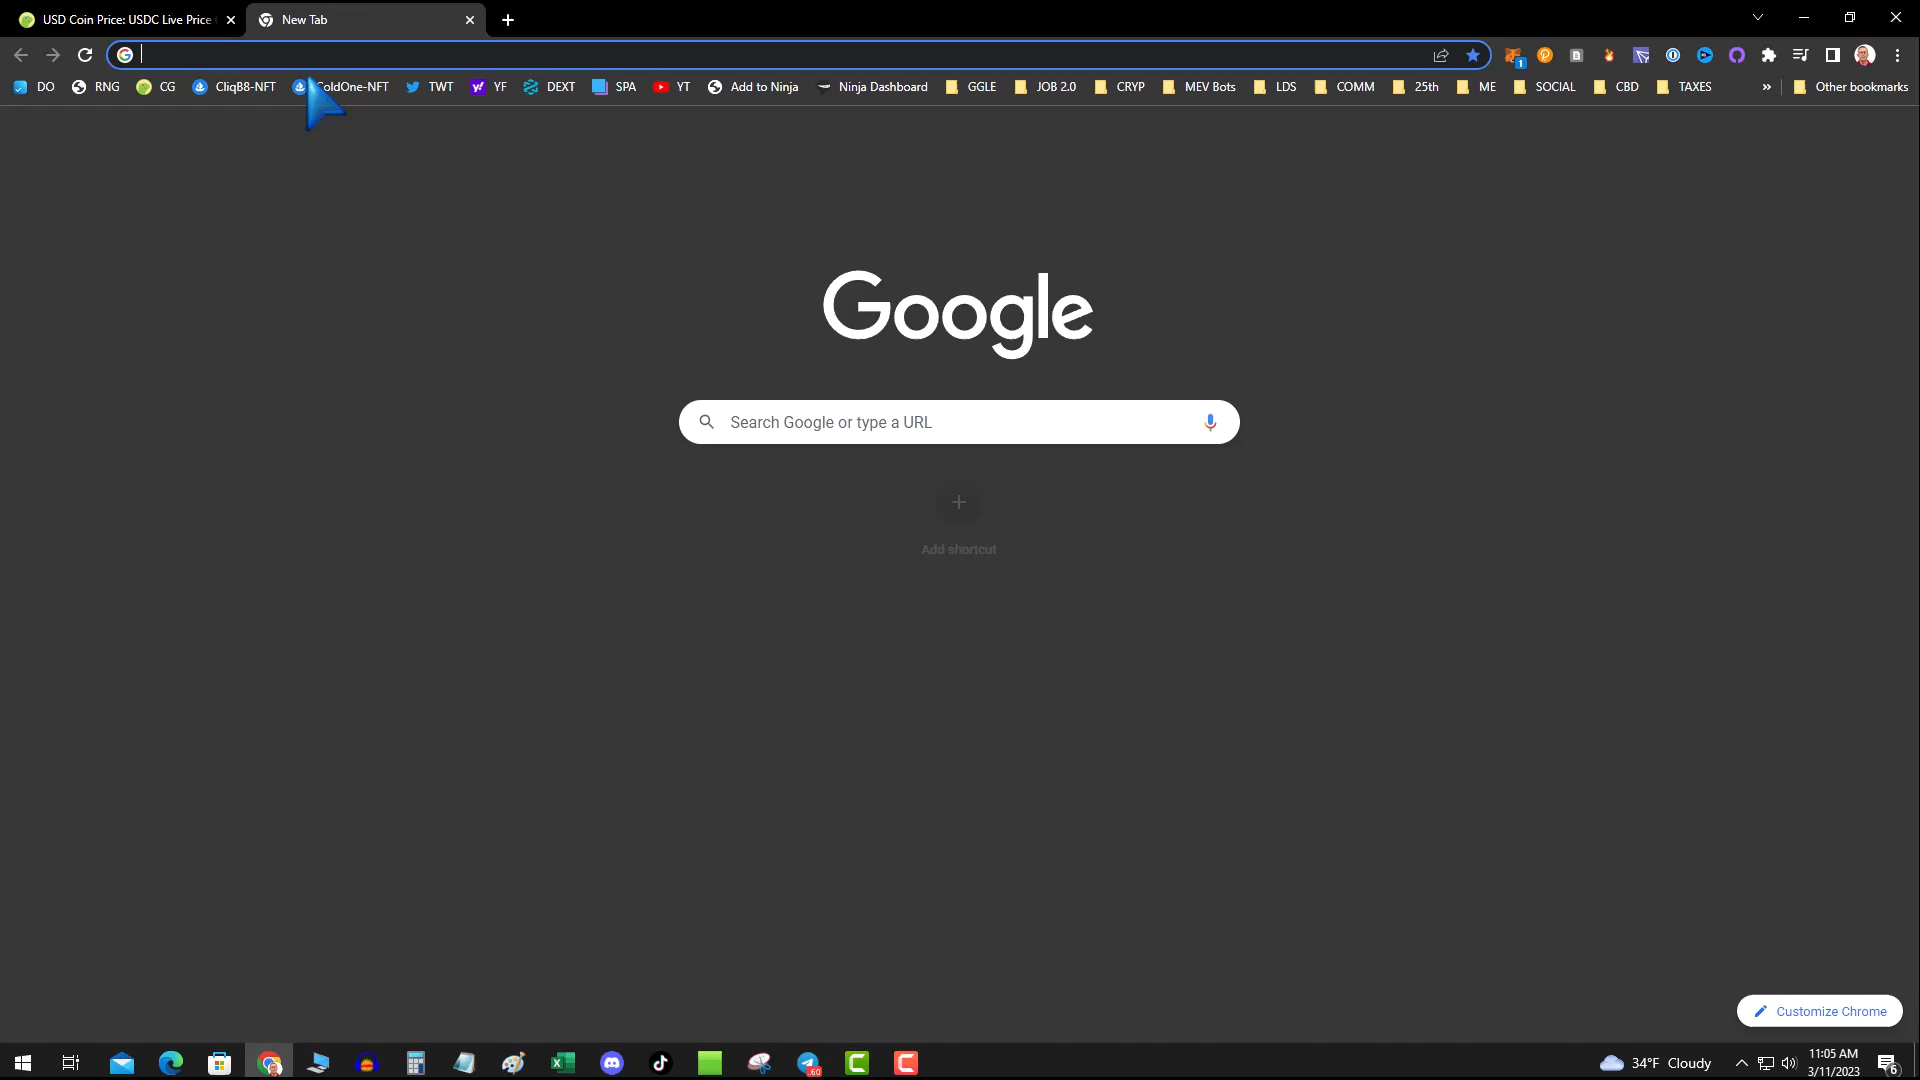 USD Coin Price: USDC Live Price
New Tab
DO
RNG
CG
CliqB8-NFT
oldOne-NFT
TWT
YF
DEXT
SPA
YT
Add to Ninja
Ninja Dashboard
GGLE
JOB 2.0
CRYP
MEV Bots
LDS
COMM
25th
ME
SOCIAL
CBD
TAXES
»
Other bookmarks
1
Google
Search Google or type a URL
Add shortcut
Customize Chrome
60
34°F Cloudy
11:05 AM
3/11/2023
6